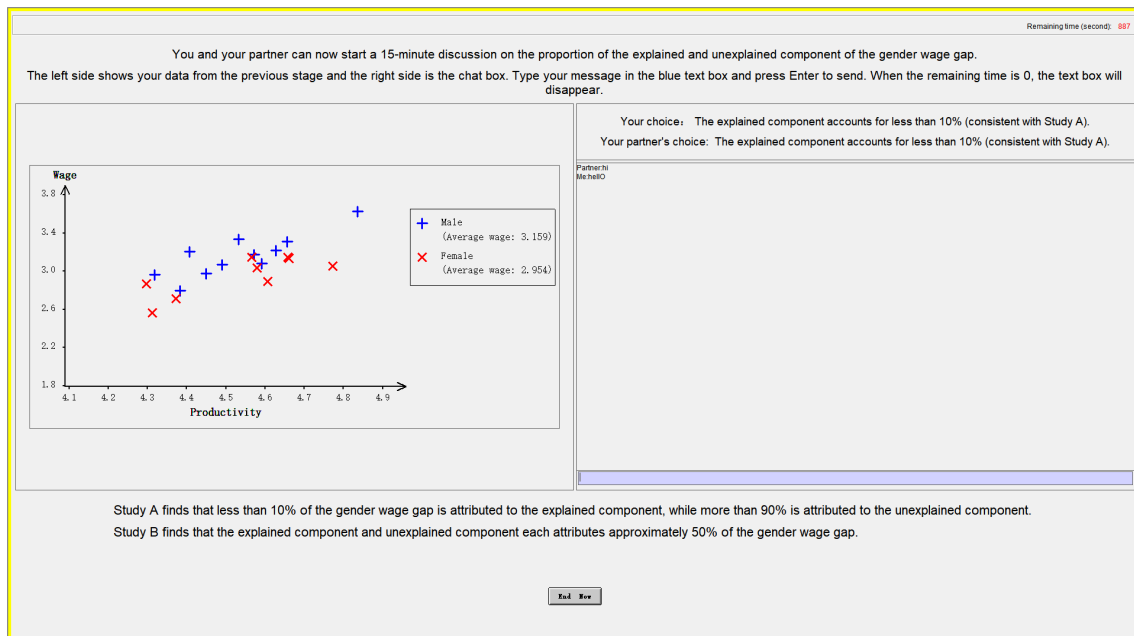 Remaining time (second): 887
You and your partner can now start a 15-minute discussion on the proportion of the explained and unexplained component of the gender wage gap.
The left side shows your data from the previous stage and the right side is the chat box. Type your message in the blue text box and press Enter to send. When the remaining time is 0, the text box will
disappear.
Your choice： The explained component accounts for less than 10% (consistent with Study A).
Your partner's choice: The explained component accounts for less than 10% (consistent with Study A).
Partner:hi
Me:hellO
Wage
3.8
3.4
3.0
2.6
2.2
1.8
4.1 4.2 4.3 4.4 4.5 4.6 4.7 4.8 4.9
Productivity
Male
(Average wage: 3.159)
Female
(Average wage: 2.954)
Study A finds that less than 10% of the gender wage gap is attributed to the explained component, while more than 90% is attributed to the unexplained component.
Study B finds that the explained component and unexplained component each attributes approximately 50% of the gender wage gap.
End Now